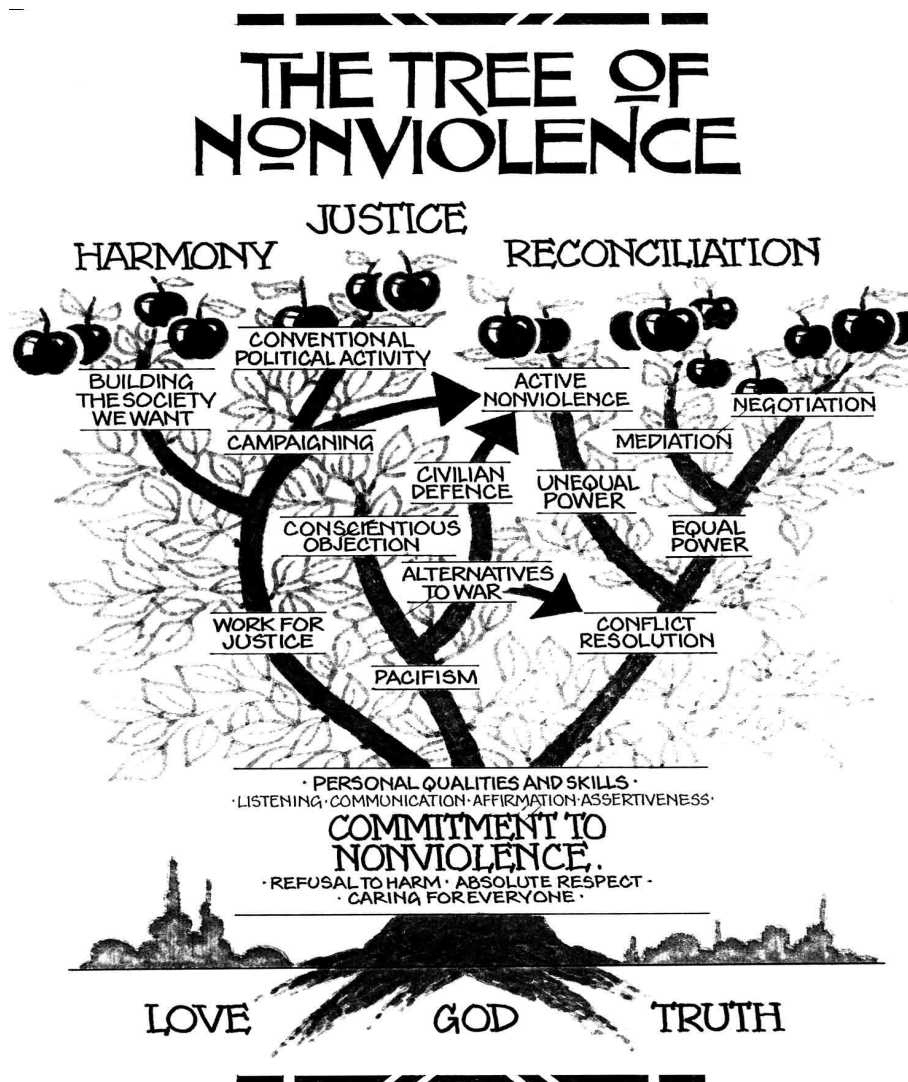 THE TREE OF
NONVIOLENCE
JUSTICE
HARMONY
RECONCILIATION
CONVENTIONAL
POLITICAL ACTIVITY
BUILDING
THE SOCIETY
WE WANT
ACTIVE
NONVIOLENCE
NEGOTIATION
CAMPAIGNING
MEDIATION
CIVILIAN
DEFENCE
UNEQUAL
POWER
CONSCIENTIOUS
OBJECTION
EQUAL
POWER
ALTERNATIVES
TO WAR
WORK FOR
JUSTICE
CONFLICT
RESOLUTION
PACIFISM
· PERSONAL QUALITIES AND SKILLS ·
· LISTENING · COMMUNICATION · AFFIRMATION · ASSERTIVENESS ·
COMMITMENT TO
NONVIOLENCE.
· REFUSAL TO HARM · ABSOLUTE RESPECT -
· CARING FOR EVERYONE ·
LOVE GOD TRUTH